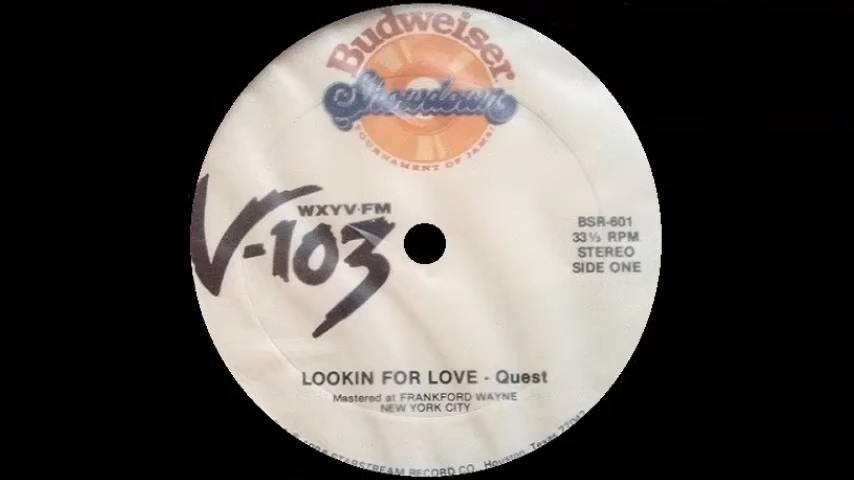 Budweiser
Showdown
TOURNAMENT OF JAMS
WXYV-FM
V-103
BSR-601
33⅓ RPM
STEREO
SIDE ONE
LOOKIN FOR LOVE - Quest
Mastered at FRANKFORD WAYNE
NEW YORK CITY
STARSTREAM RECORD CO. Houston, Texas